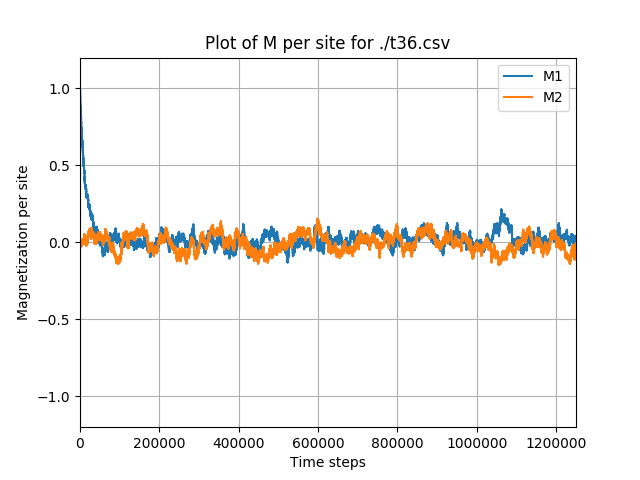 Plot of M per site for ./t36.csv
M1
M2
Magnetization per site
1.0
0.5
0.0
−0.5
−1.0
0 200000 400000 600000 800000 1000000 1200000
Time steps